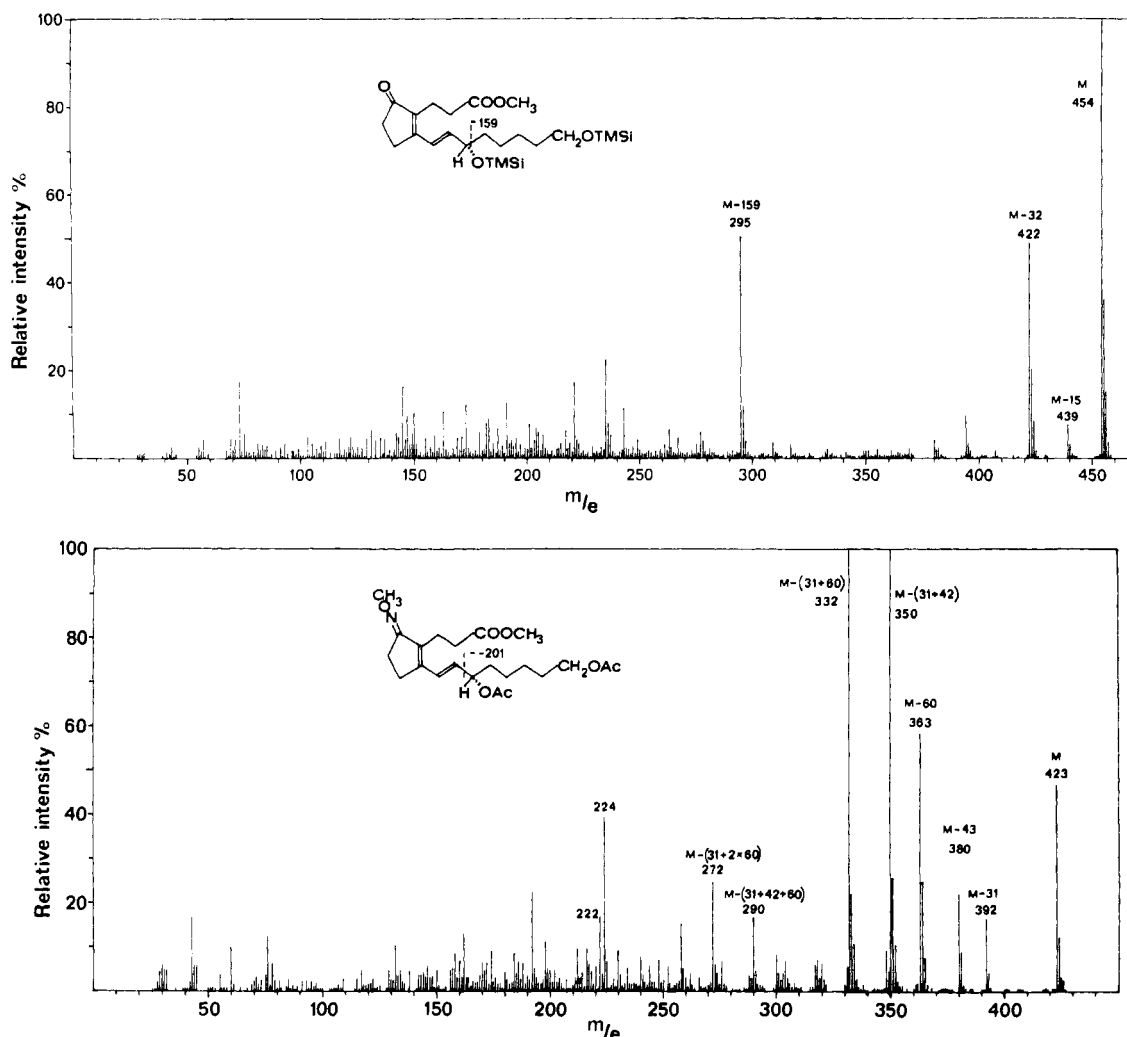 100
80
60
40
20
Relative intensity %
O
COOCH3
159
OTMSi
H
OTMSi
M
454
M-159
295
M-32
422
M-15
439
50
100
150
200
250
300
350
400
450
m/e
100
80
60
40
20
Relative intensity %
CH3
O
N
COOCH3
201
CH2OAc
H
OAc
M-(31+60)
332
M-(31+42)
350
M-60
363
M
423
M-43
380
M-31
392
224
222
M-(31+2×60)
272
M-(31+42+60)
290
50
100
150
200
250
300
350
400
m/e